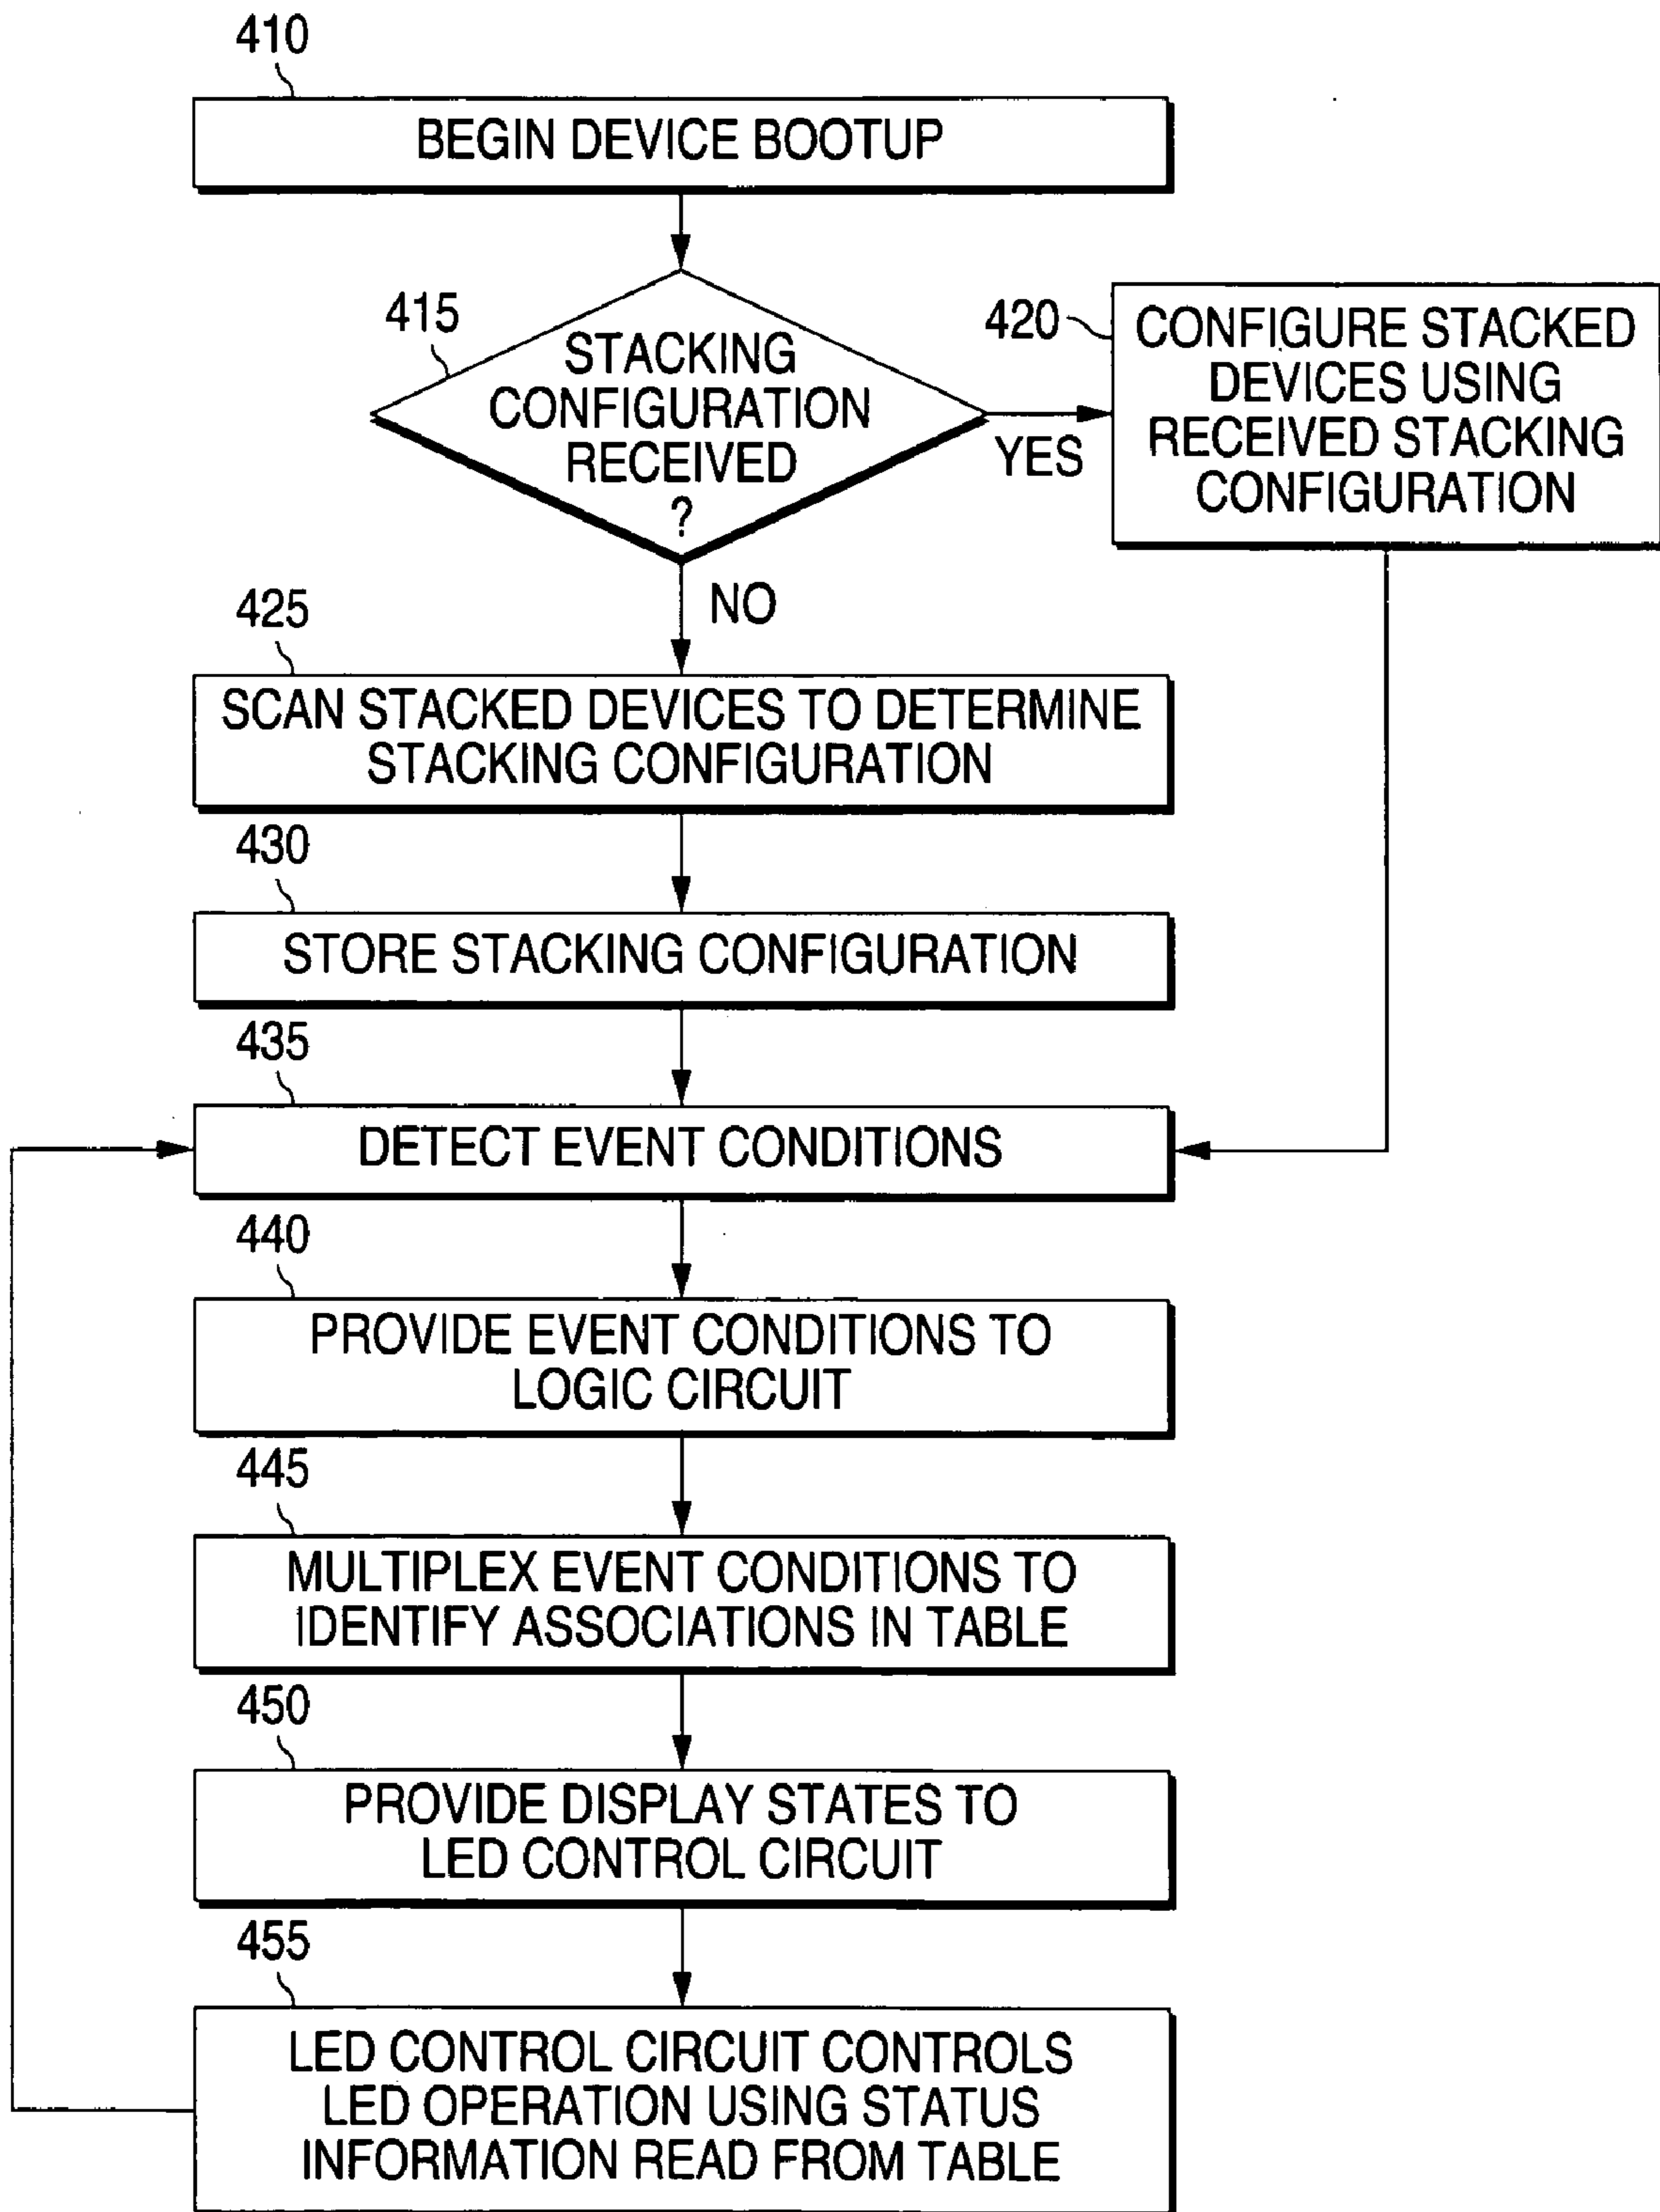 410
BEGIN DEVICE BOOTUP
415
STACKING
CONFIGURATION
RECEIVED
?
YES
420
CONFIGURE STACKED
DEVICES USING
RECEIVED STACKING
CONFIGURATION
NO
425
SCAN STACKED DEVICES TO DETERMINE
STACKING CONFIGURATION
430
STORE STACKING CONFIGURATION
435
DETECT EVENT CONDITIONS
440
PROVIDE EVENT CONDITIONS TO
LOGIC CIRCUIT
445
MULTIPLEX EVENT CONDITIONS TO
IDENTIFY ASSOCIATIONS IN TABLE
450
PROVIDE DISPLAY STATES TO
LED CONTROL CIRCUIT
455
LED CONTROL CIRCUIT CONTROLS
LED OPERATION USING STATUS
INFORMATION READ FROM TABLE